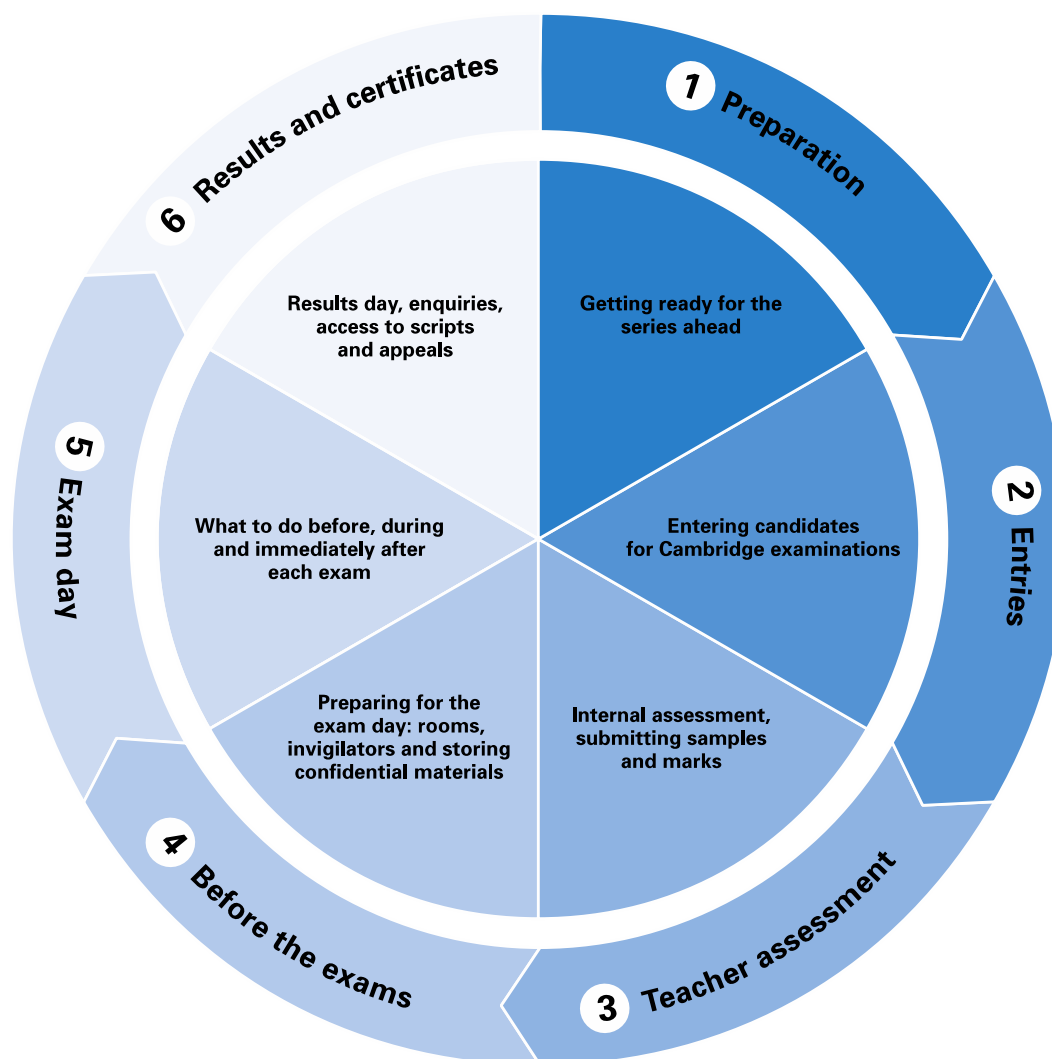 1 Preparation
Getting ready for the
series ahead
2 Entries
Entering candidates
for Cambridge examinations
3 Teacher assessment
Internal assessment,
submitting samples
and marks
4 Before the exams
Preparing for the
exam day: rooms,
invigilators and storing
confidential materials
5 Exam day
What to do before, during
and immediately after
each exam
6 Results and certificates
Results day, enquiries,
access to scripts
and appeals